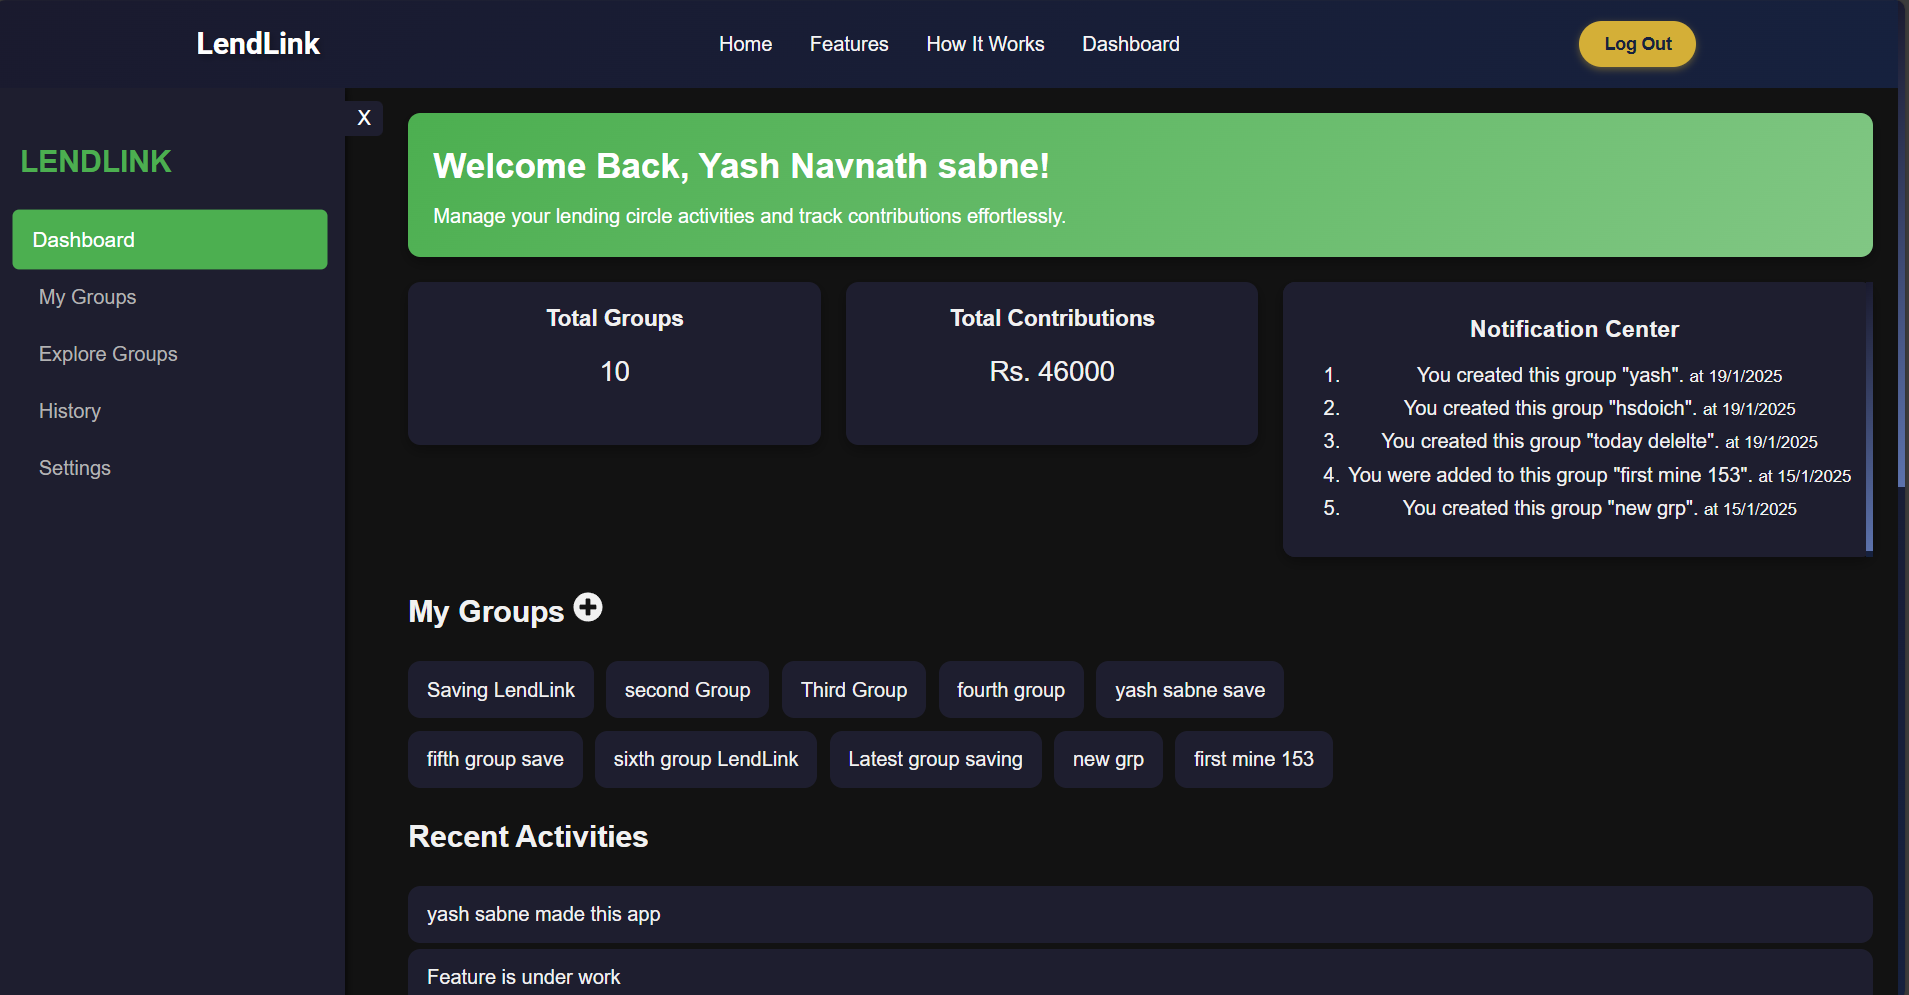 LendLink
Home Features How It Works Dashboard
Log Out
X
LENDLINK
Dashboard
My Groups
Explore Groups
History
Settings
Welcome Back, Yash Navnath sabne!
Manage your lending circle activities and track contributions effortlessly.
Total Groups
10
Total Contributions
Rs. 46000
Notification Center
1. You created this group "yash". at 19/1/2025
2. You created this group "hsdoich". at 19/1/2025
3. You created this group "today delelte". at 19/1/2025
4. You were added to this group "first mine 153". at 15/1/2025
5. You created this group "new grp". at 15/1/2025
My Groups
Saving LendLink second Group Third Group fourth group yash sabne save
fifth group save sixth group LendLink Latest group saving new grp first mine 153
Recent Activities
yash sabne made this app
Feature is under work